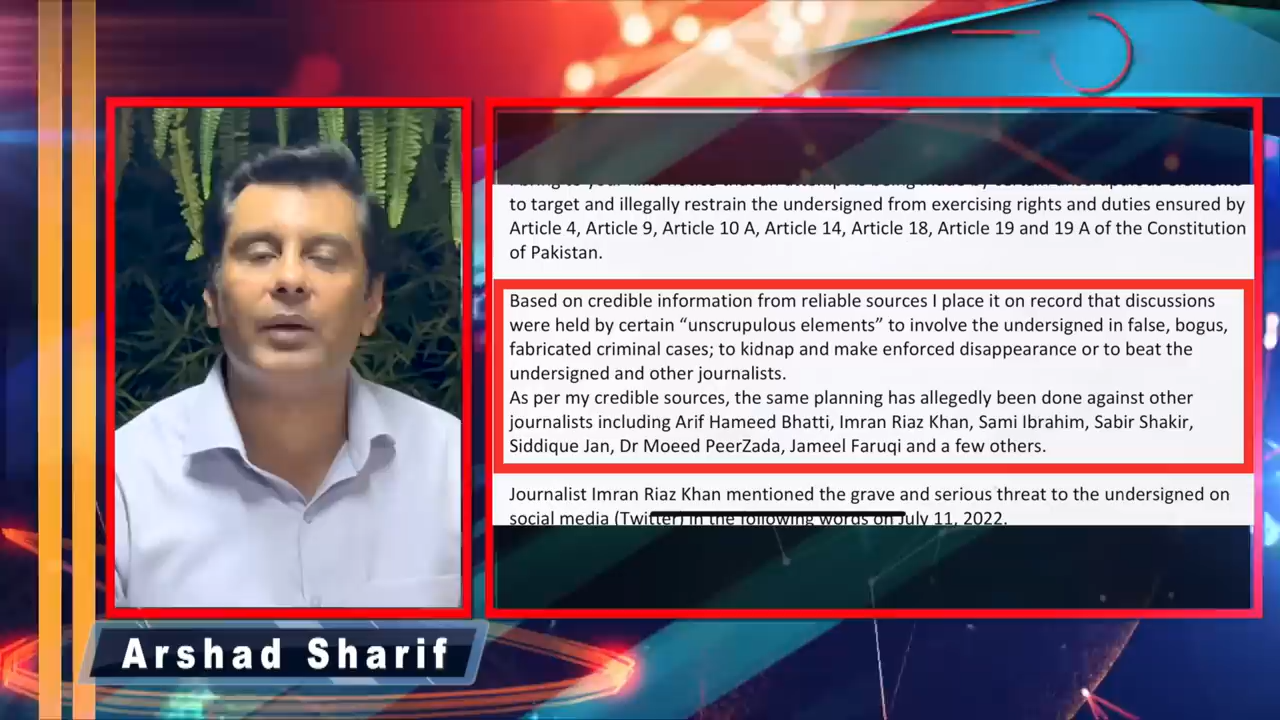 to target and illegally restrain the undersigned from exercising rights and duties ensured by
Article 4, Article 9, Article 10 A, Article 14, Article 18, Article 19 and 19 A of the Constitution
of Pakistan.
Based on credible information from reliable sources I place it on record that discussions
were held by certain “unscrupulous elements” to involve the undersigned in false, bogus,
fabricated criminal cases; to kidnap and make enforced disappearance or to beat the
undersigned and other journalists.
As per my credible sources, the same planning has allegedly been done against other
journalists including Arif Hameed Bhatti, Imran Riaz Khan, Sami Ibrahim, Sabir Shakir,
Siddique Jan, Dr Moeed PeerZada, Jameel Faruqi and a few others.
Journalist Imran Riaz Khan mentioned the grave and serious threat to the undersigned on
social media (Twitter) in the following words on July 11, 2022.
Arshad Sharif